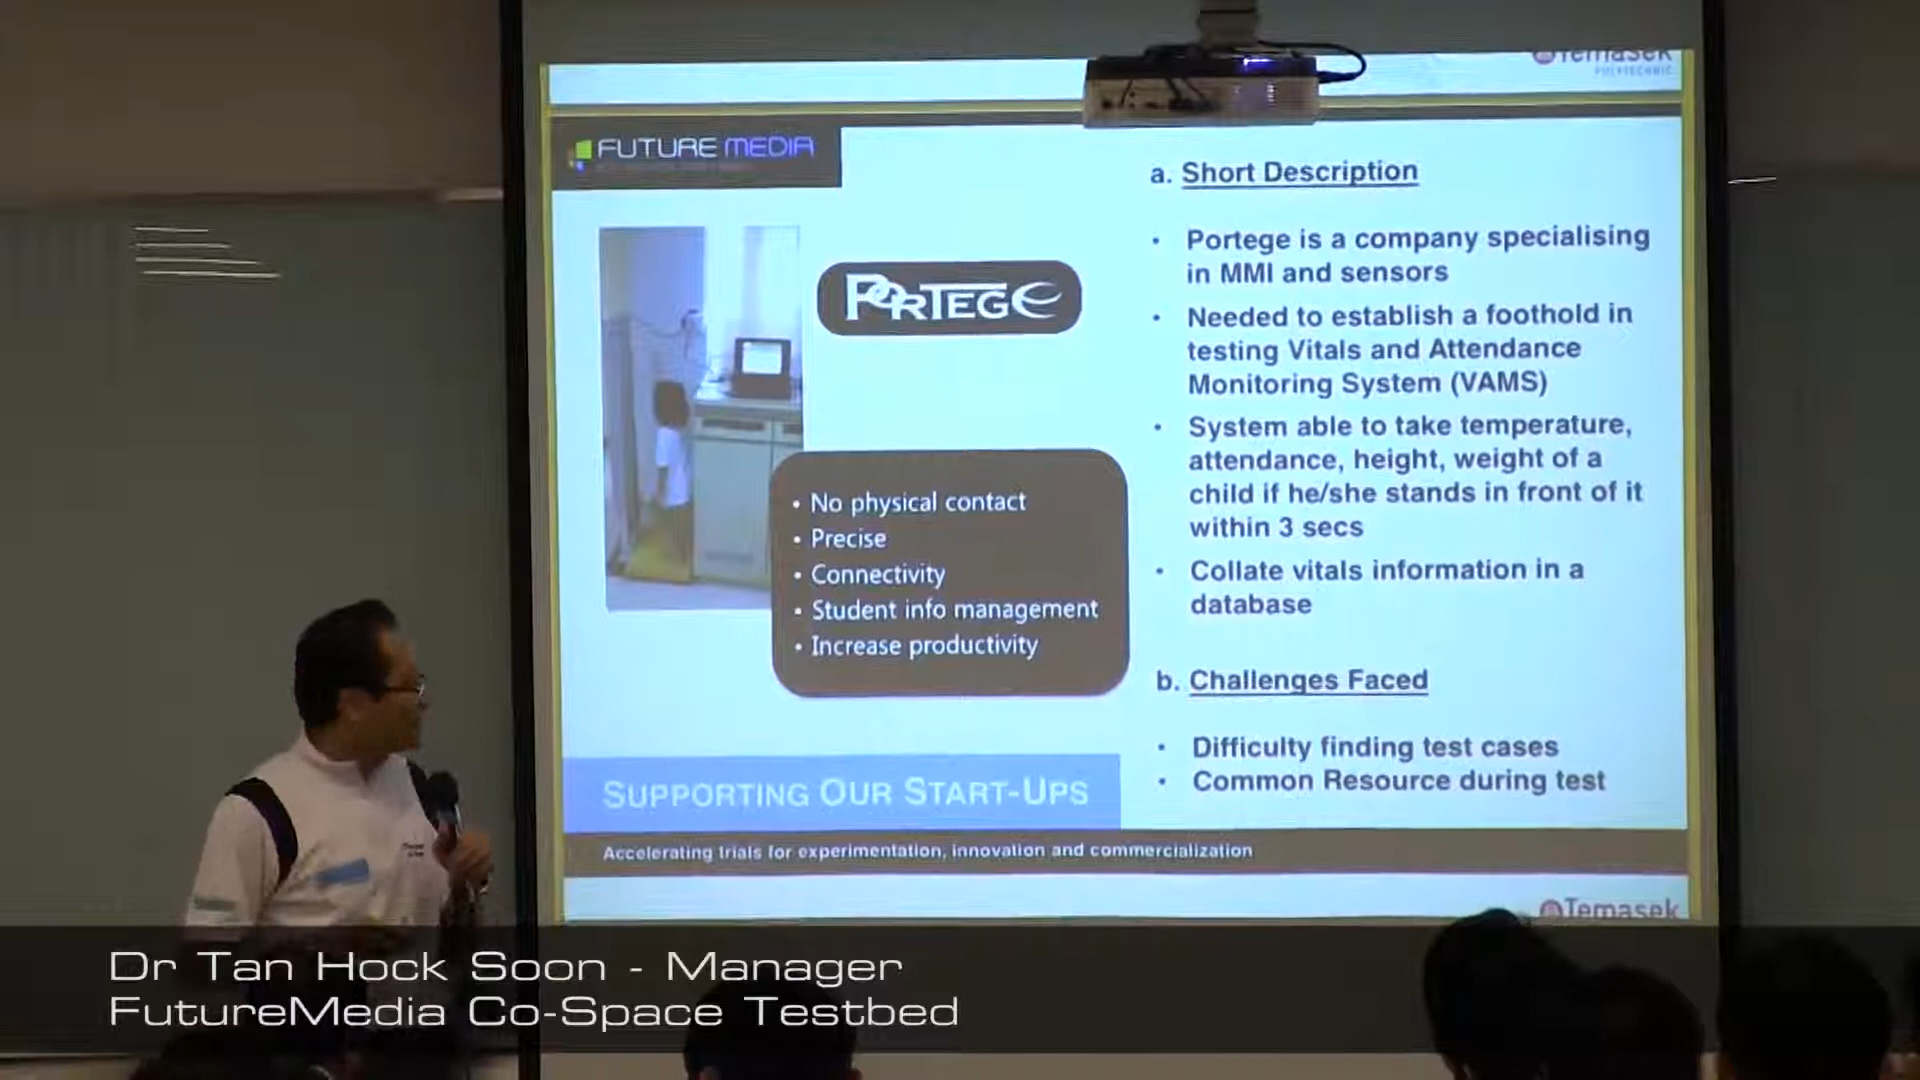 Temasek
POLYTECHNIC
FUTURE MEDIA
PORTEGE
• No physical contact
• Precise
• Connectivity
• Student info management
• Increase productivity
SUPPORTING OUR START-UPS
a. Short Description
• Portege is a company specialising
in MMI and sensors
• Needed to establish a foothold in
testing Vitals and Attendance
Monitoring System (VAMS)
• System able to take temperature,
attendance, height, weight of a
child if he/she stands in front of it
within 3 secs
• Collate vitals information in a
database
b. Challenges Faced
• Difficulty finding test cases
• Common Resource during test
Accelerating trials for experimentation, innovation and commercialization
Temasek
Dr Tan Hock Soon - Manager
FutureMedia Co-Space Testbed